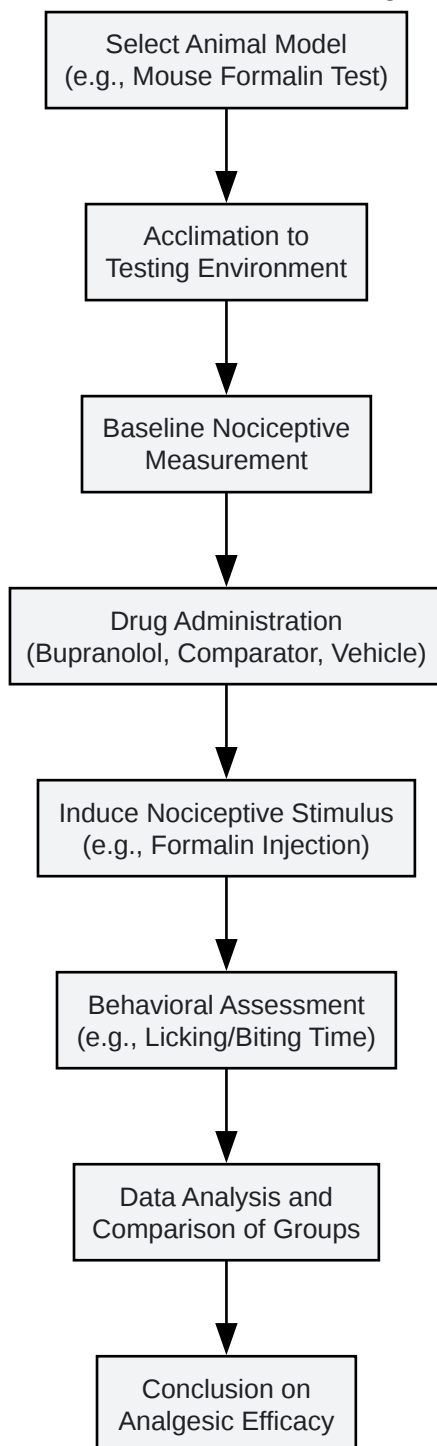 Select Animal Model
(e.g., Mouse Formalin Test)
Acclimation to
Testing Environment
Baseline Nociceptive
Measurement
Drug Administration
(Bupranolol, Comparator, Vehicle)
Induce Nociceptive Stimulus
(e.g., Formalin Injection)
Behavioral Assessment
(e.g., Licking/Biting Time)
Data Analysis and
Comparison of Groups
Conclusion on
Analgesic Efficacy